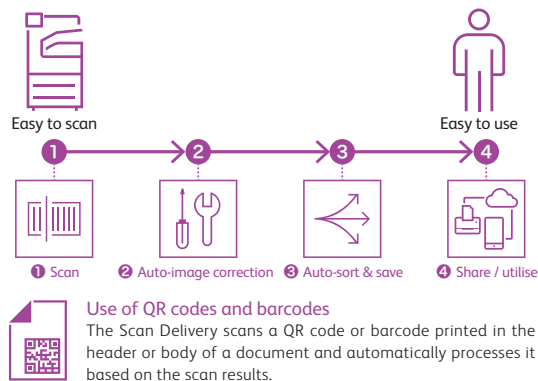 Easy to scan
Easy to use
1 2 3 4
❶ Scan
❷ Auto-image correction
❸ Auto-sort & save
❹ Share / utilise
Use of QR codes and barcodes
The Scan Delivery scans a QR code or barcode printed in the
header or body of a document and automatically processes it
based on the scan results.